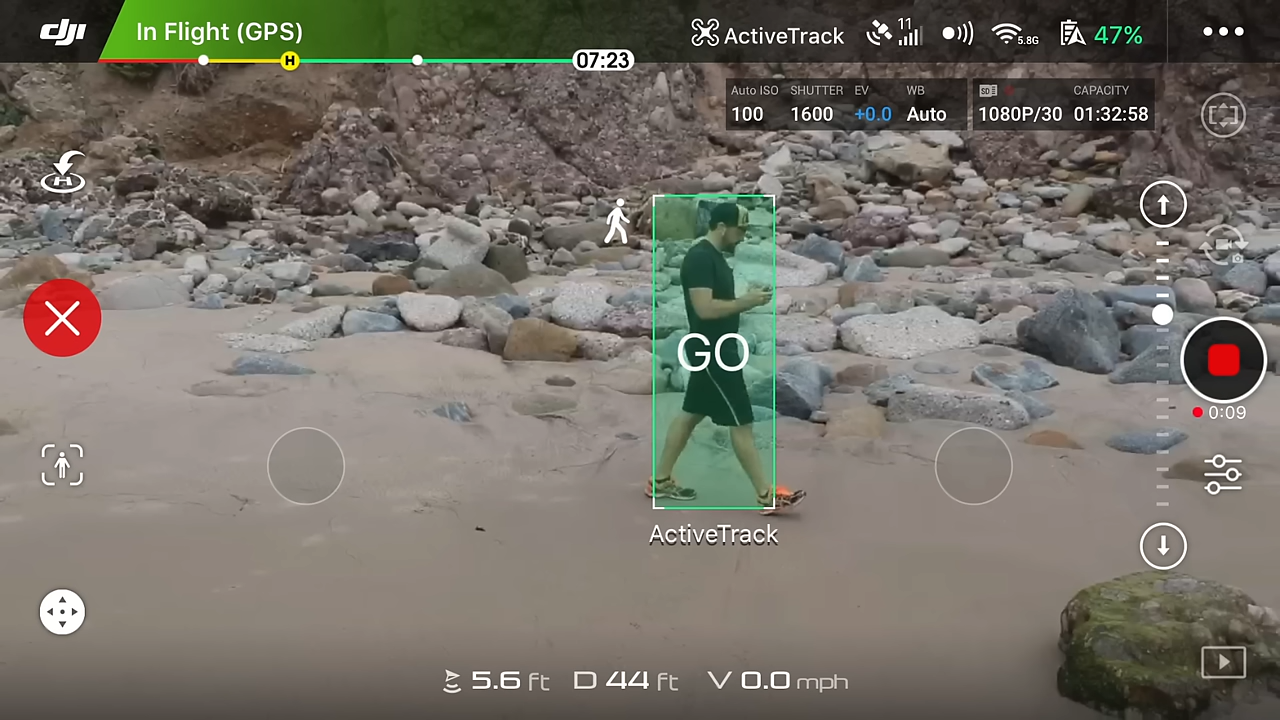 dji
In Flight (GPS)
ActiveTrack
11
5.8G
47%
H
07:23
Auto ISO SHUTTER EV WB
100 1600 +0.0 Auto
SD CAPACITY
1080P/30 01:32:58
GO
0:09
ActiveTrack
5.6 ft D 44 ft V 0.0 mph